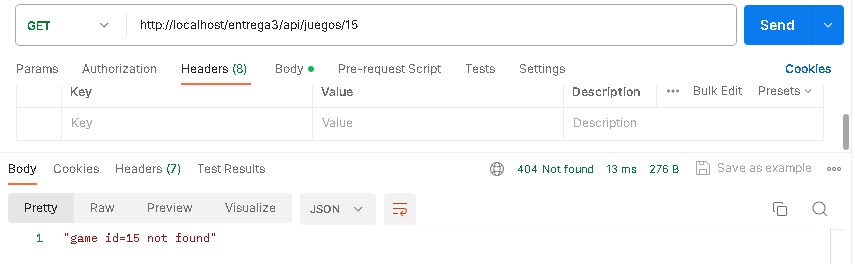 GET http://localhost/entrega3/api/juegos/15 Send
Params Authorization Headers (8) Body Pre-request Script Tests Settings Cookies
Key Value Description Bulk Edit Presets
Key Value Description
Body Cookies Headers (7) Test Results 404 Not found 13 ms 276 B Save as example
Pretty Raw Preview Visualize JSON
1 "game id=15 not found"